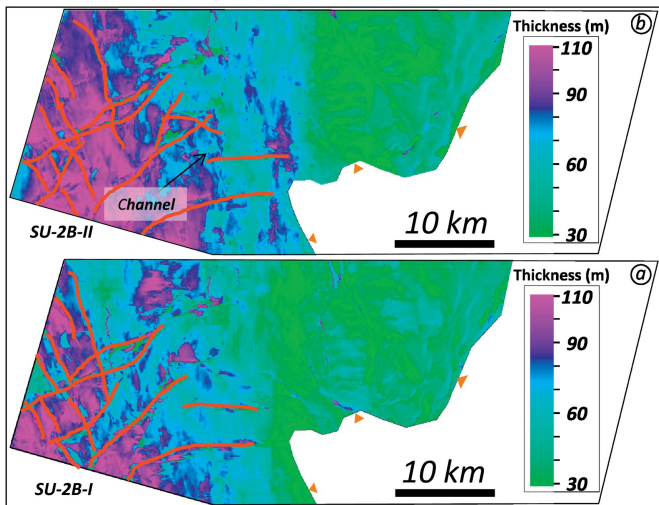 Thickness (m)
b
110
90
60
30
Channel
SU-2B-II
10 km
Thickness (m)
a
110
90
60
30
SU-2B-I
10 km